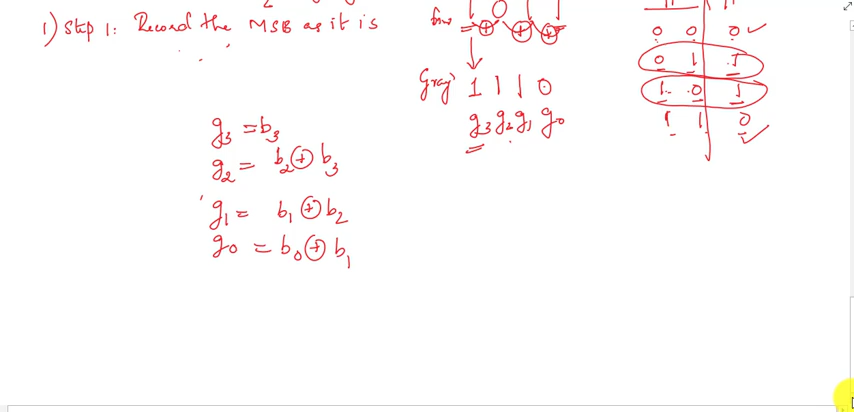 1) Step 1: Record the MSB as it is
Gray 1 1 1 0
g3 g2 g1 g0
g3 = b3
g2 = b2 ⊕ b3
g1 = b1 ⊕ b2
g0 = b0 ⊕ b1
0 0 0 ✓
0 1 1
1 0 1
1 1 0 ✓